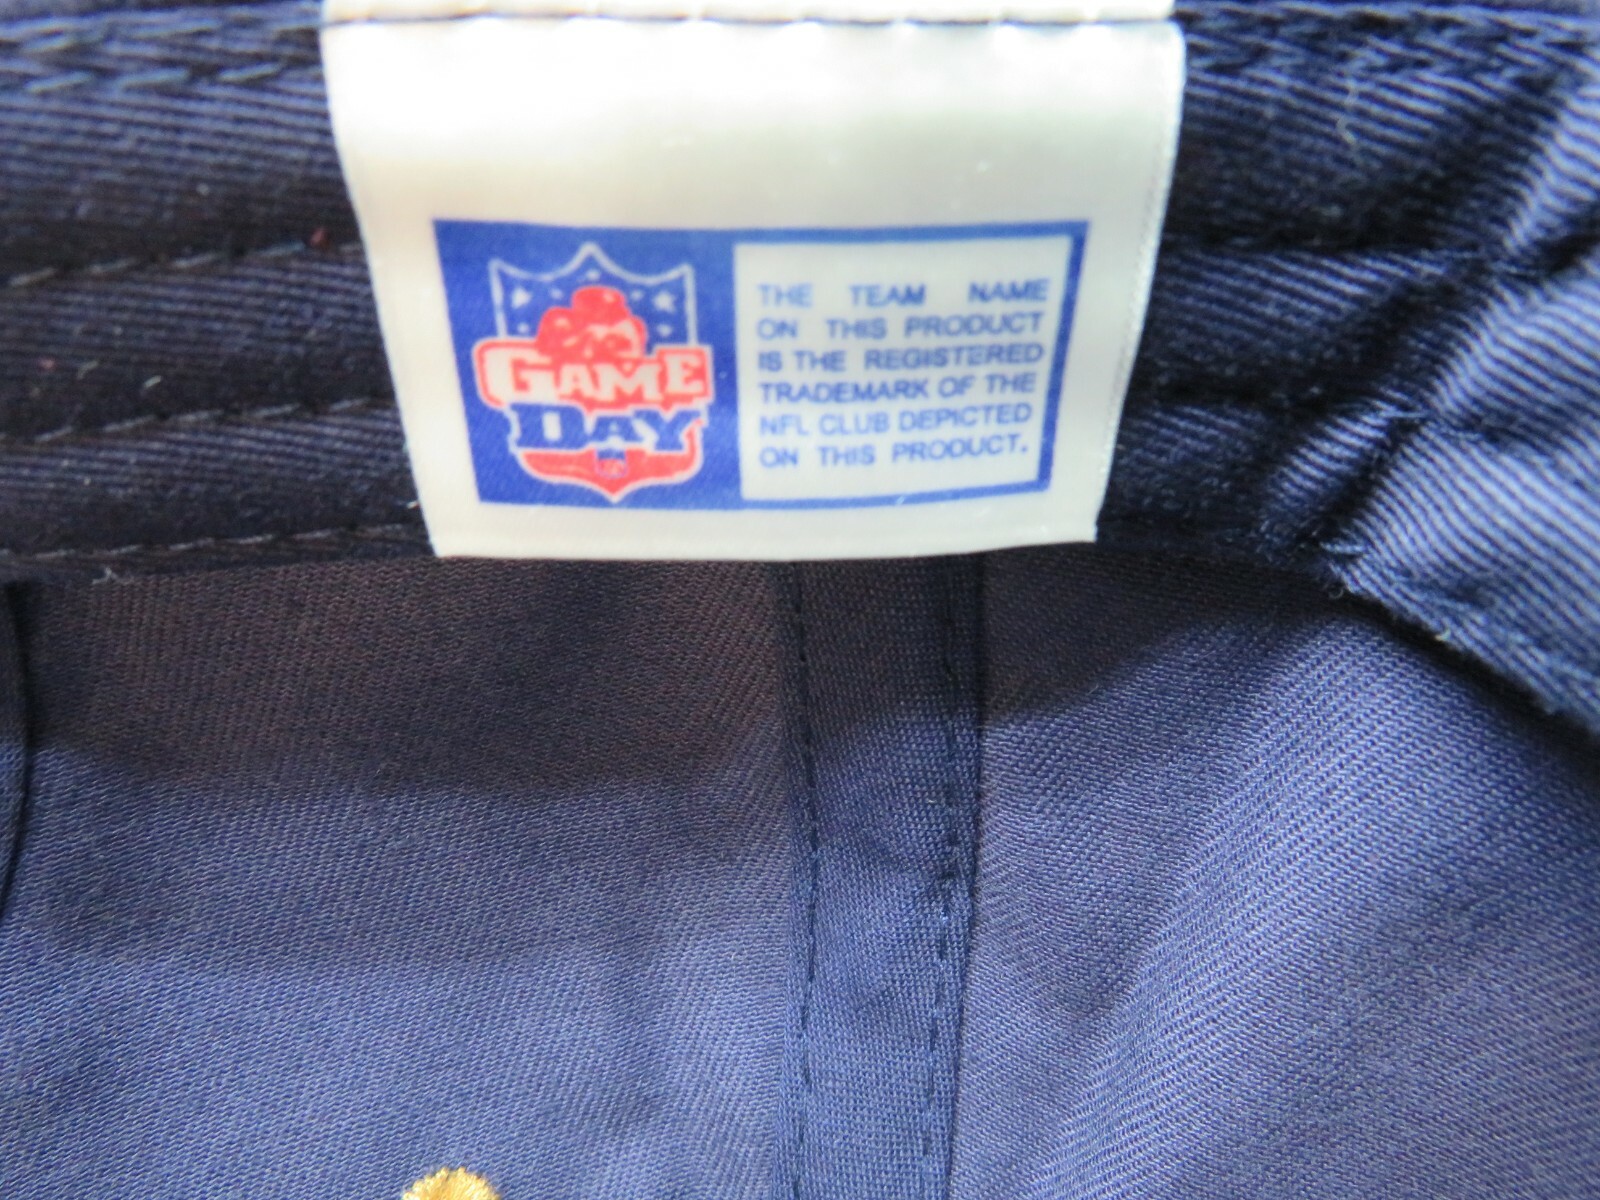 GAME
DAY
THE TEAM NAME
ON THIS PRODUCT
IS THE REGISTERED
TRADEMARK OF THE
NFL CLUB DEPICTED
ON THIS PRODUCT.